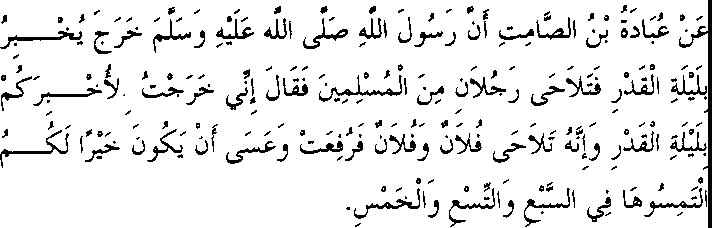 عَنْ عُبَادَةُ بْنُ الصَّامِتِ أَنَّ رَسُولَ اللَّهِ صَلَّى اللَّه عَلَيْهِ وَسَلَّمَ خَرَجَ يُخْبِرُ
بِلَيْلَةِ الْقَدْرِ فَتَلَاحَى رَجُلَانِ مِنَ الْمُسْلِمِينَ فَقَالَ إِنِّي خَرَجْتُ لِأُخْبِرَكُمْ
بِلَيْلَةِ الْقَدْرِ وَإِنَّهُ تَلَاحَى فُلَانٌ وَفُلَانٌ فَرُفِعَتْ وَعَسَى أَنْ يَكُونَ خَيْرًا لَكُمُ
الْتَمِسُوهَا فِي السَّبْعِ وَالتِّسْعِ وَالْخَمْسِ.